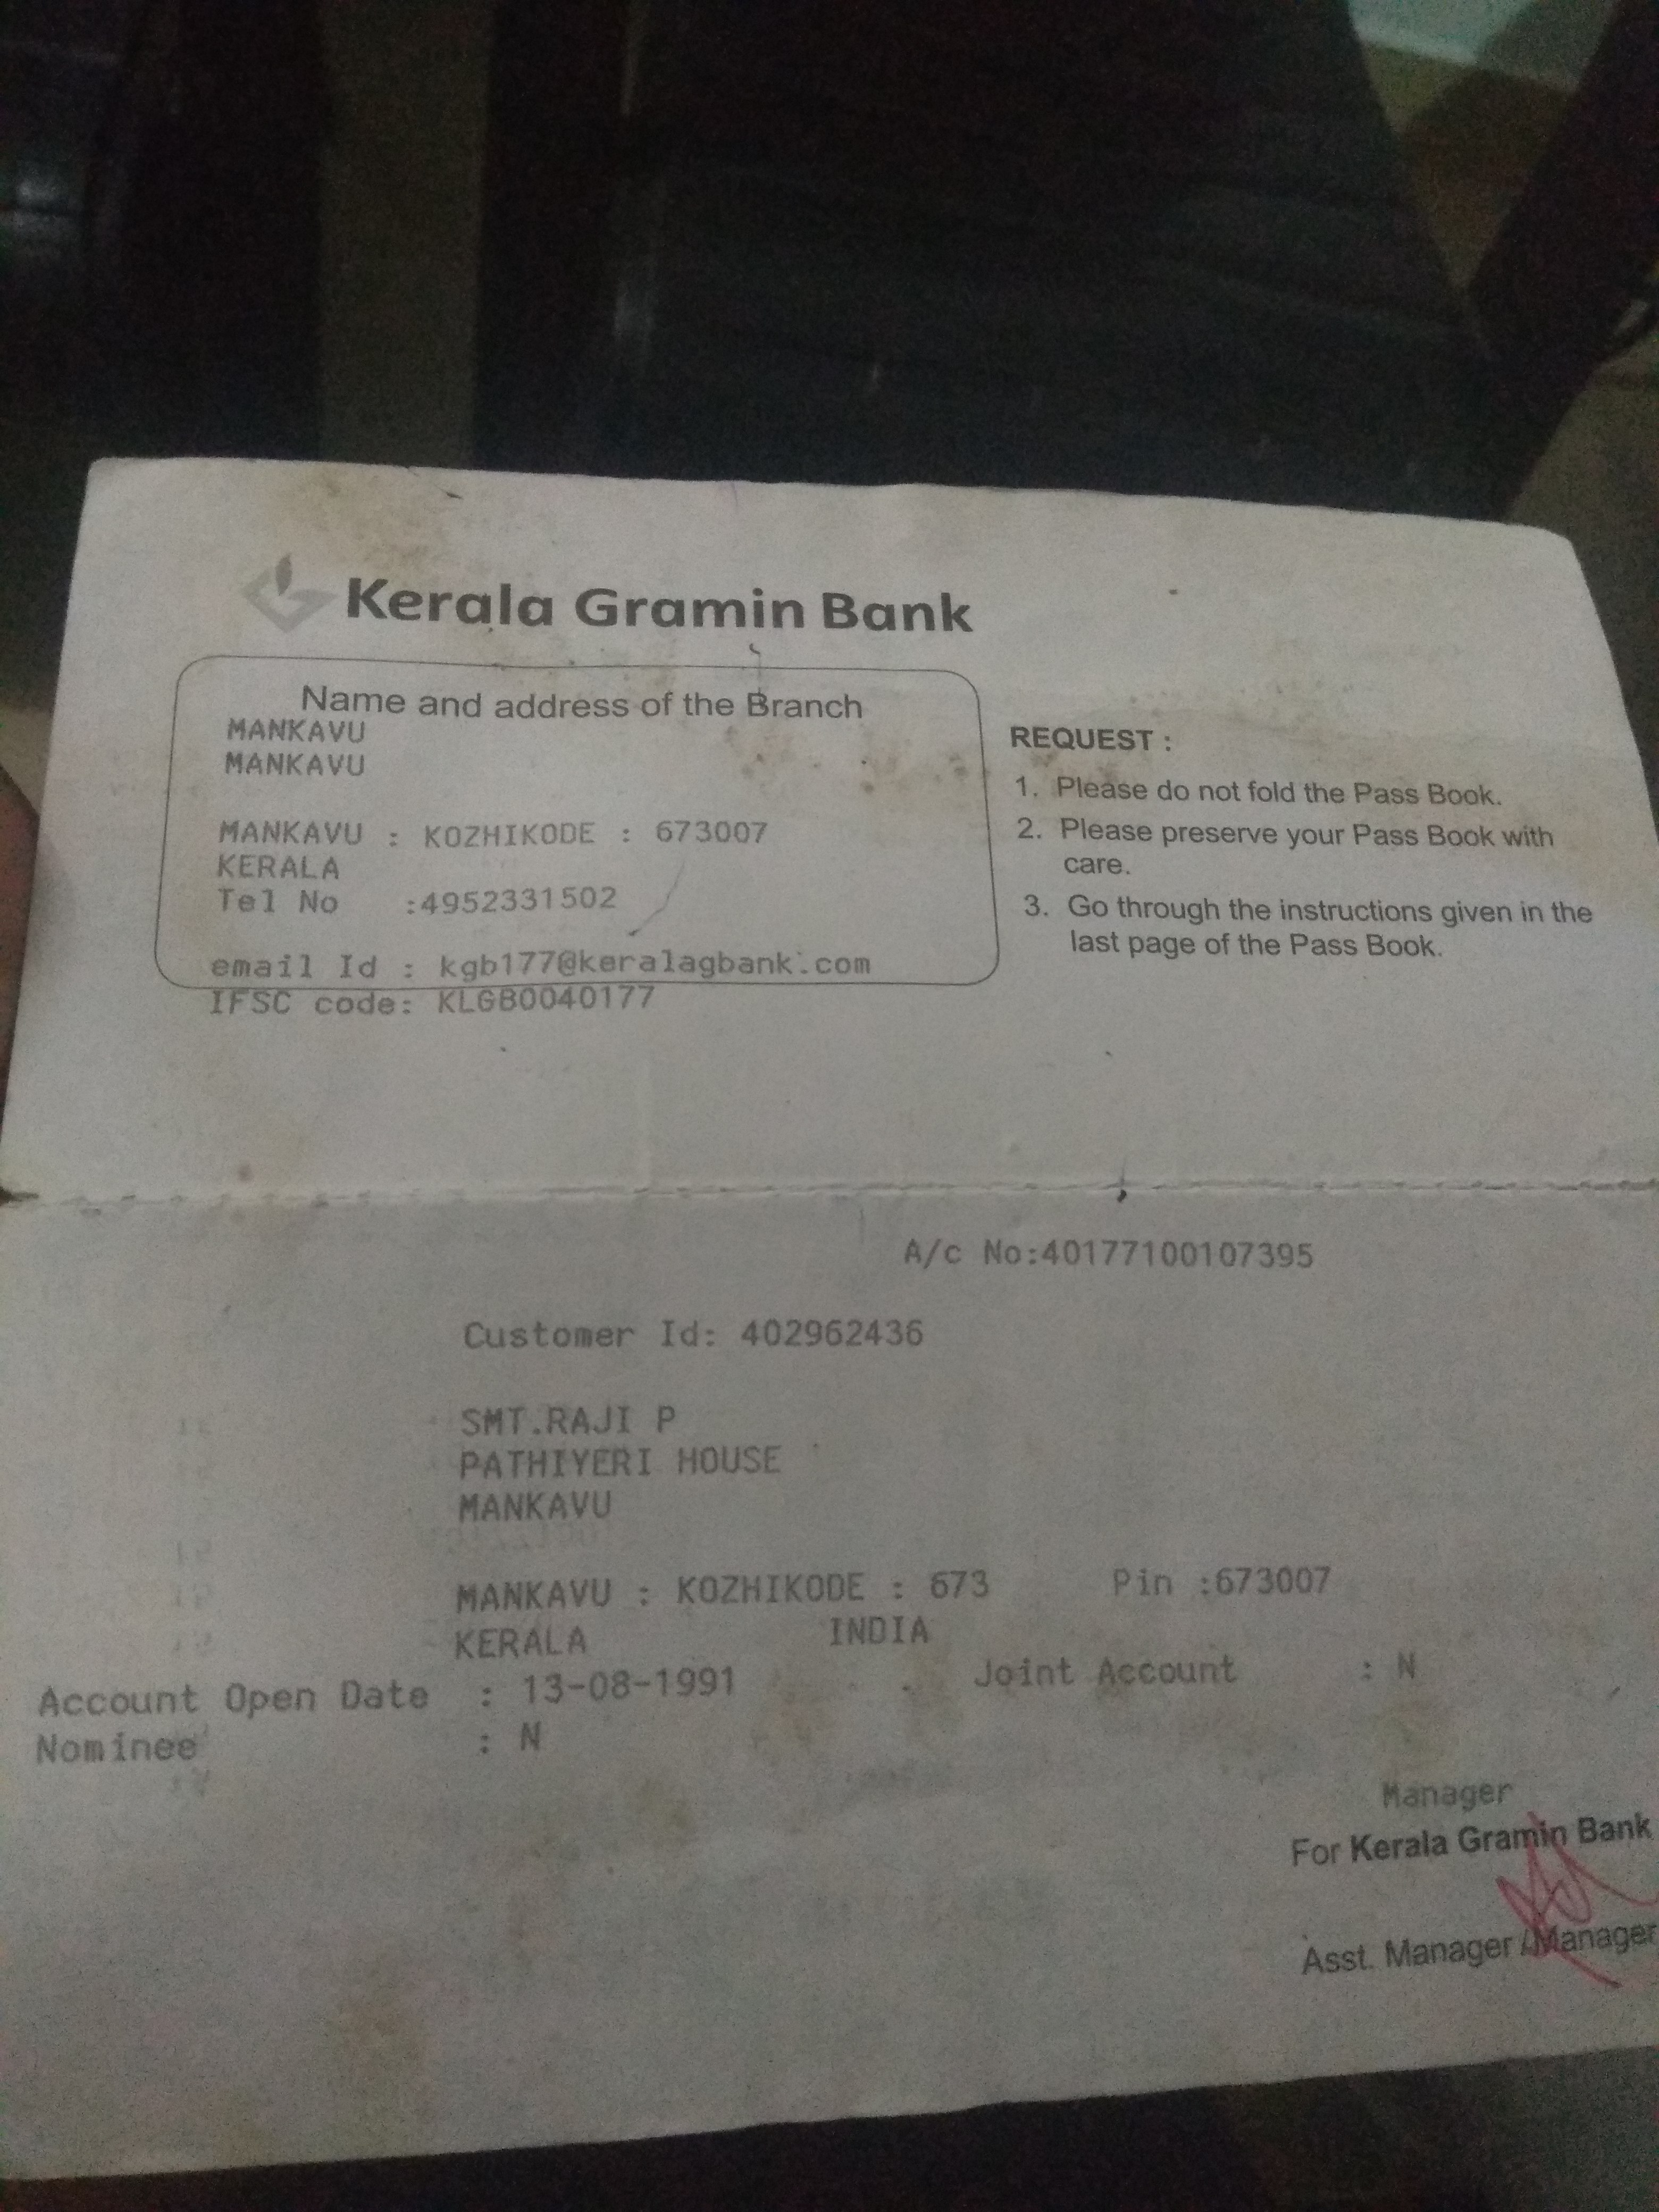 Kerala Gramin Bank
Name and address of the Branch
MANKAVU
MANKAVU
MANKAVU : KOZHIKODE : 673007
KERALA
Tel No :4952331502
email Id : kgb177@keralagbank.com
IFSC code: KLGB0040177
REQUEST :
1. Please do not fold the Pass Book.
2. Please preserve your Pass Book with
care.
3. Go through the instructions given in the
last page of the Pass Book.
A/c No:40177100107395
Customer Id: 402962436
SMT.RAJI P
PATHIYERI HOUSE
MANKAVU
MANKAVU : KOZHIKODE : 673 Pin :673007
KERALA INDIA
Account Open Date : 13-08-1991 Joint Account : N
Nominee : N
Manager
For Kerala Gramin Bank
Asst. Manager / Manager